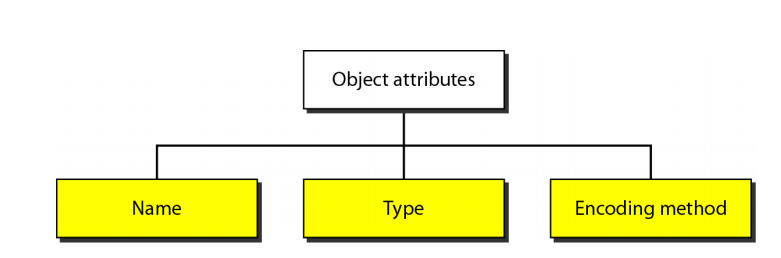 Object attributes
Name
Type
Encoding method